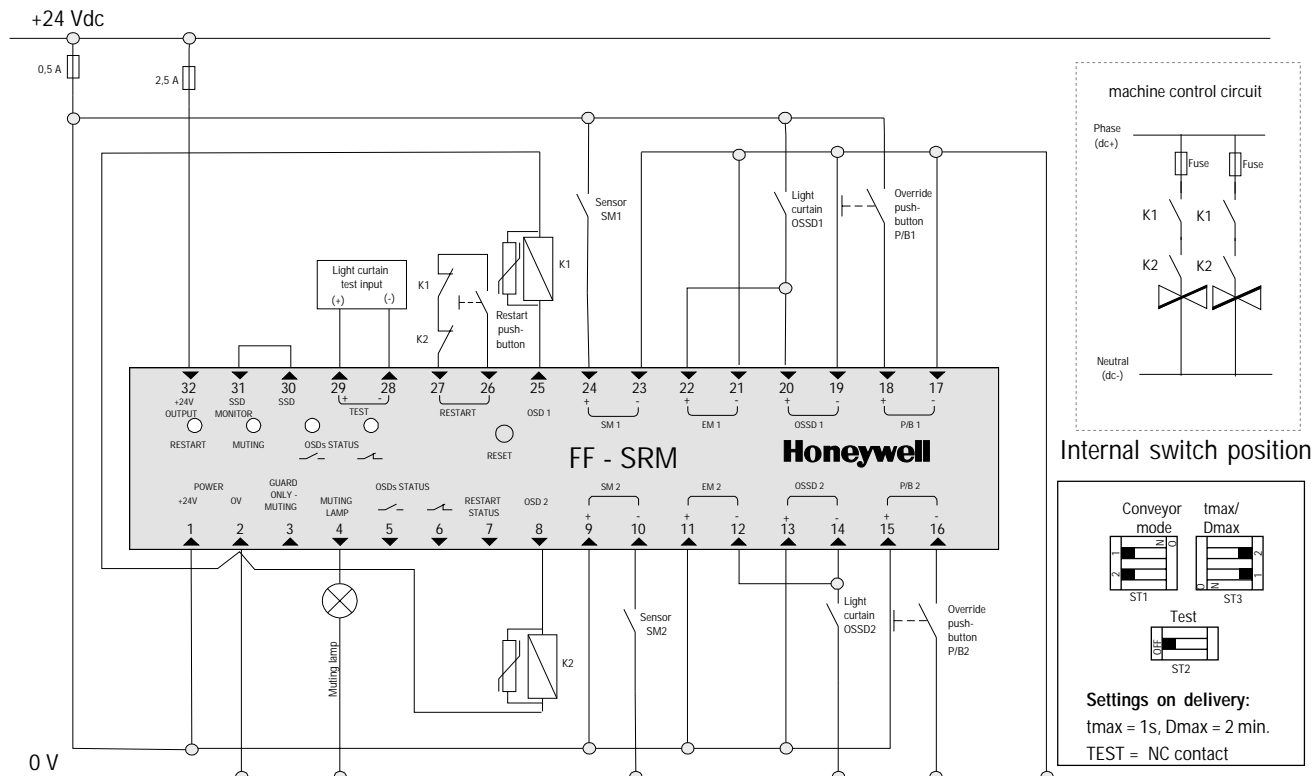 +24 Vdc
0,5 A
2,5 A
machine control circuit
Phase
(dc+)
Fuse
Fuse
K1
K1
K2
K2
Neutral
(dc-)
Sensor
SM1
Light
curtain
OSSD1
Override
push-
button
P/B1
Light curtain
test input
(+)
(-)
K1
K2
Restart
push-
button
K1
32
31
30
29
28
27
26
25
24
23
22
21
20
19
18
17
+24V
OUTPUT
SSD
MONITOR
SSD
+
-
TEST
RESTART
OSD 1
+
-
SM 1
+
-
EM 1
+
-
OSSD 1
+
-
P/B 1
RESTART
MUTING
OSDs STATUS
RESET
FF - SRM
Honeywell
POWER
+24V
OV
GUARD
ONLY -
MUTING
MUTING
LAMP
OSDs STATUS
RESTART
STATUS
OSD 2
SM 2
+
-
EM 2
+
-
OSSD 2
+
-
P/B 2
+
-
1
2
3
4
5
6
7
8
9
10
11
12
13
14
15
16
Muting lamp
K2
Sensor
SM2
Light
curtain
OSSD2
Override
push-
button
P/B2
0 V
Internal switch position
Conveyor
mode
tmax/
Dmax
1
2
N
O
ST1
2
1
O
N
ST3
Test
OFF
ST2
Settings on delivery:
tmax = 1s, Dmax = 2 min.
TEST = NC contact